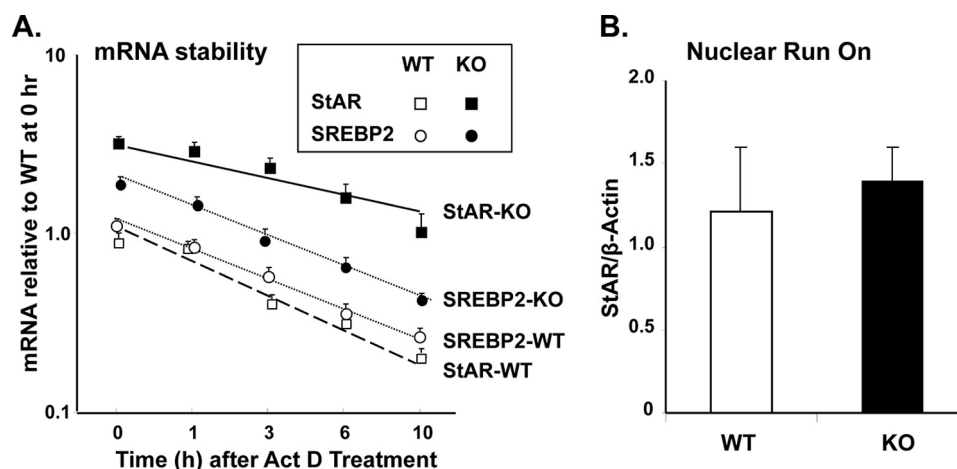 A.
mRNA stability
WT KO
StAR
SREBP2
mRNA relative to WT at 0 hr
10
1.0
0.1
StAR-KO
SREBP2-KO
SREBP2-WT
StAR-WT
0 1 3 6 10
Time (h) after Act D Treatment
B.
Nuclear Run On
StAR/β-Actin
2.0
1.5
1.0
1.5
0
WT KO